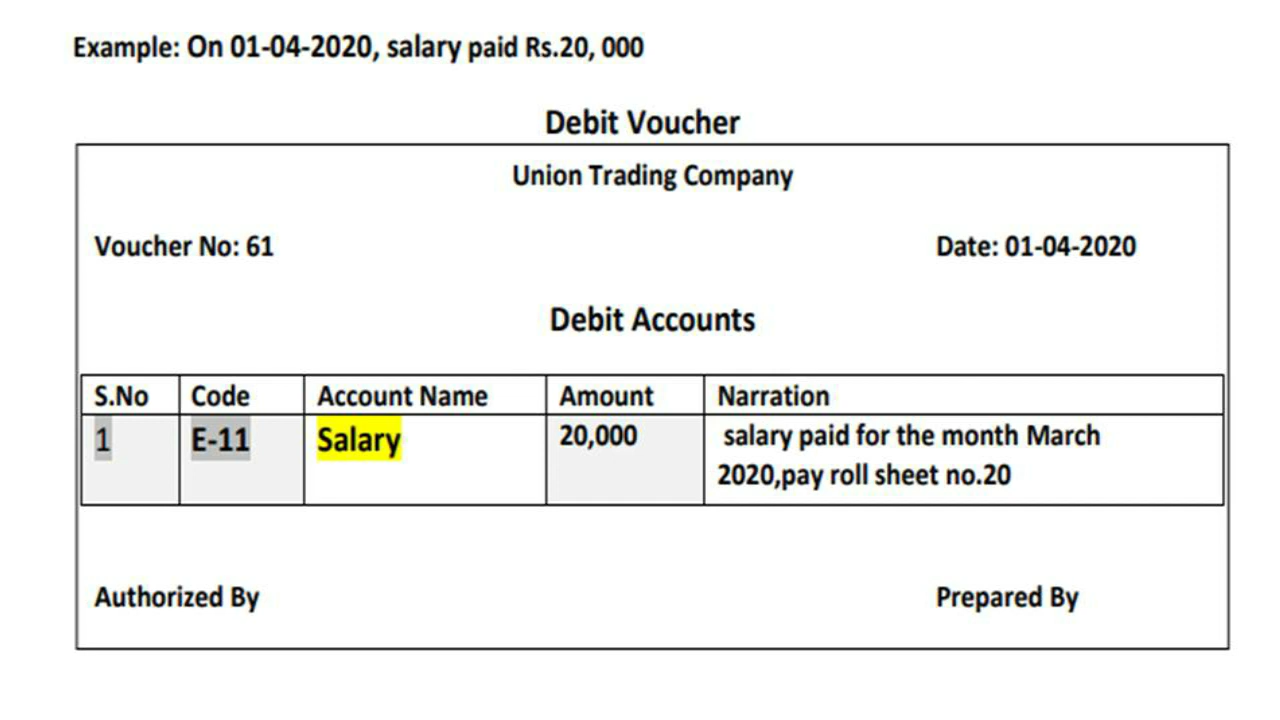 Example: On 01-04-2020, salary paid Rs.20, 000
Debit Voucher
Union Trading Company
Voucher No: 61 Date: 01-04-2020
Debit Accounts
S.No Code Account Name Amount Narration
1 E-11 Salary 20,000 salary paid for the month March
2020,pay roll sheet no.20
Authorized By Prepared By